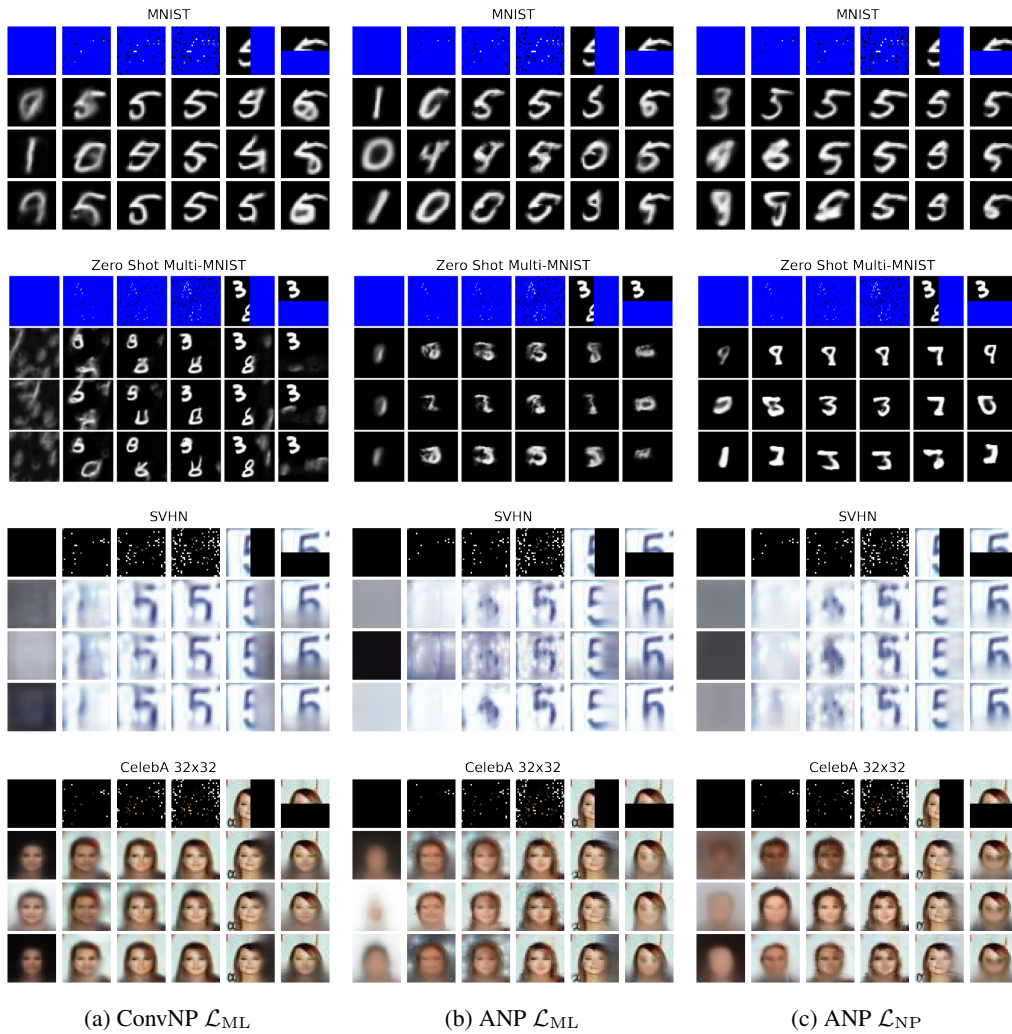 MNIST MNIST MNIST
Zero Shot Multi-MNIST Zero Shot Multi-MNIST Zero Shot Multi-MNIST
SVHN SVHN SVHN
CelebA 32x32 CelebA 32x32 CelebA 32x32
(a) ConvNP ℒ_ML (b) ANP ℒ_ML (c) ANP ℒ_NP